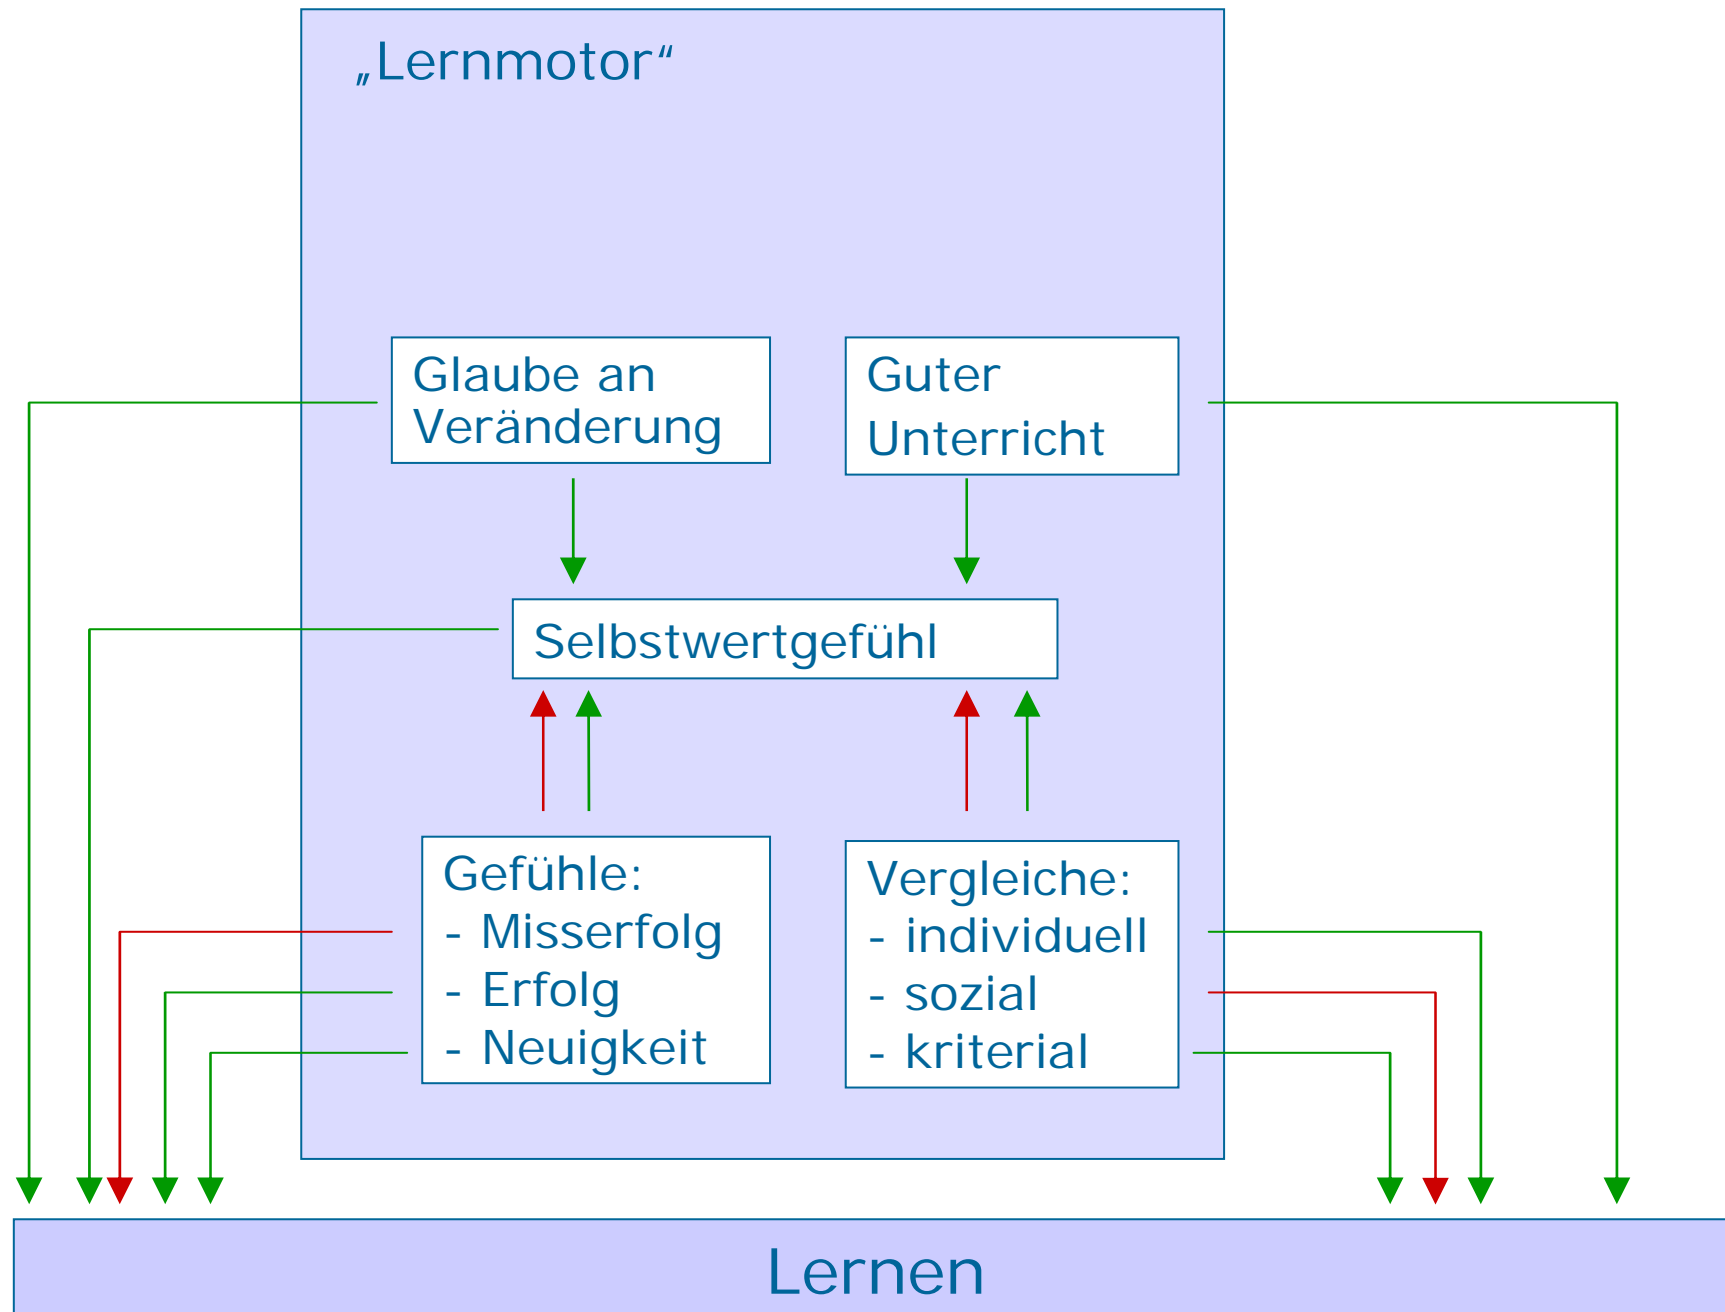 „Lernmotor“
Glaube an
Veränderung
Guter
Unterricht
Selbstwertgefühl
Gefühle:
- Misserfolg
- Erfolg
- Neuigkeit
Vergleiche:
- individuell
- sozial
- kriterial
Lernen